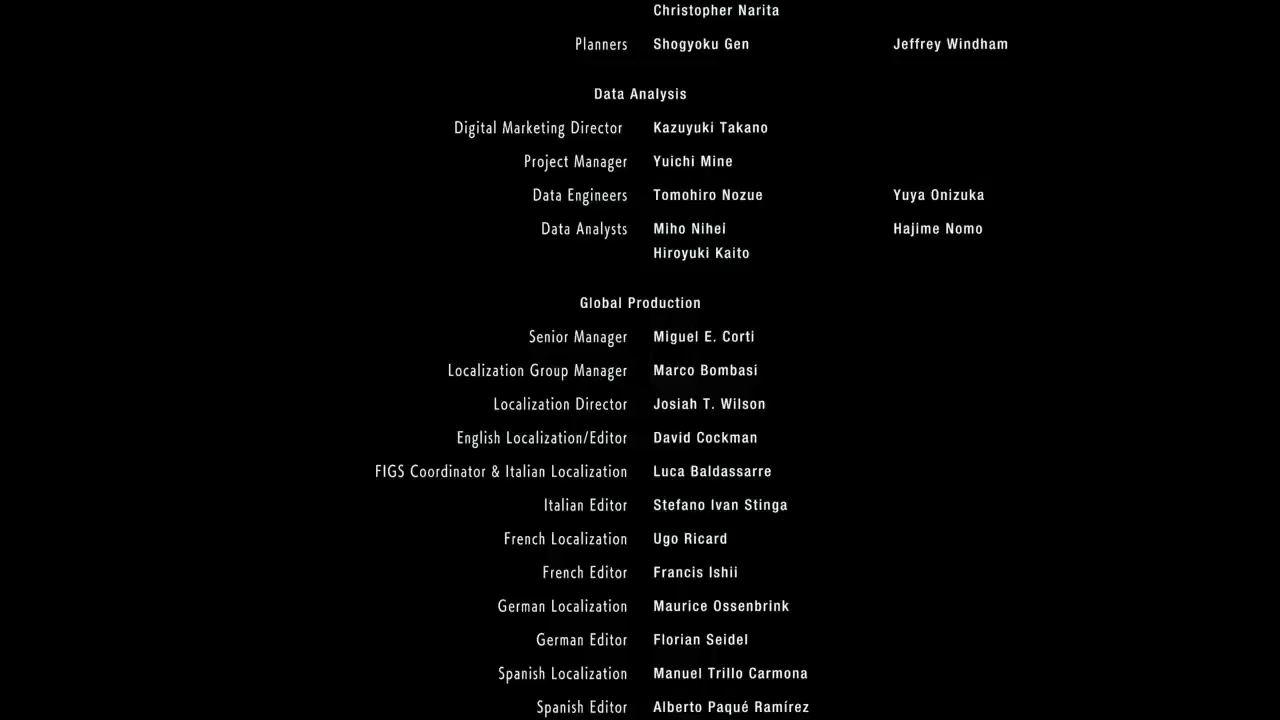 Christopher Narita
Planners Shogyoku Gen Jeffrey Windham
Data Analysis
Digital Marketing Director Kazuyuki Takano
Project Manager Yuichi Mine
Data Engineers Tomohiro Nozue Yuya Onizuka
Data Analysts Miho Nihei Hajime Nomo
Hiroyuki Kaito
Global Production
Senior Manager Miguel E. Corti
Localization Group Manager Marco Bombasi
Localization Director Josiah T. Wilson
English Localization/Editor David Cockman
FIGS Coordinator & Italian Localization Luca Baldassarre
Italian Editor Stefano Ivan Stinga
French Localization Ugo Ricard
French Editor Francis Ishii
German Localization Maurice Ossenbrink
German Editor Florian Seidel
Spanish Localization Manuel Trillo Carmona
Spanish Editor Alberto Paqué Ramírez